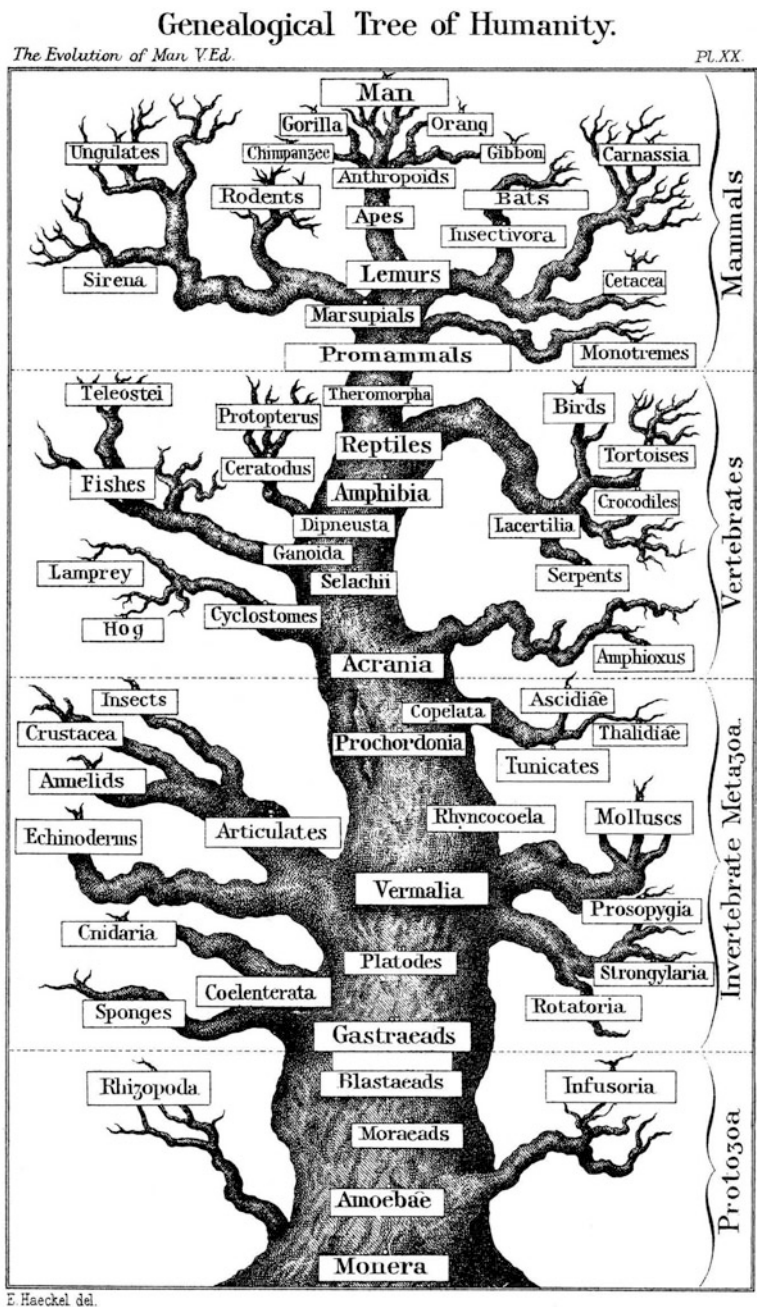 Genealogical Tree of Humanity.
The Evolution of Man V.Ed.
Pl.XX.
Man
Gorilla
Orang
Ungulates
Chimpanzee
Gibbon
Carnassia
Anthropoids
Rodents
Bats
Apes
Insectivora
Sirena
Lemurs
Cetacea
Marsupials
Promammals
Monotremes
Mammals
Teleostei
Theromorpha
Protopterus
Birds
Reptiles
Tortoises
Ceratodus
Fishes
Amphibia
Crocodiles
Dipneusta
Lacertilia
Ganoida
Lamprey
Selachii
Serpents
Cyclostomes
Hog
Acrania
Amphioxus
Vertebrates
Insects
Ascidiae
Copelata
Crustacea
Thalidiae
Prochordonia
Tunicates
Annelids
Rhyncocoela
Molluscs
Echinoderms
Articulates
Vermalia
Prosopygia
Cnidaria
Platodes
Strongylaria
Coelenterata
Rotatoria
Sponges
Gastraeads
Invertebrate Metazoa
Rhizopoda
Blastaeads
Infusoria
Moraeads
Amoebae
Monera
Protozoa
E.Haeckel del.